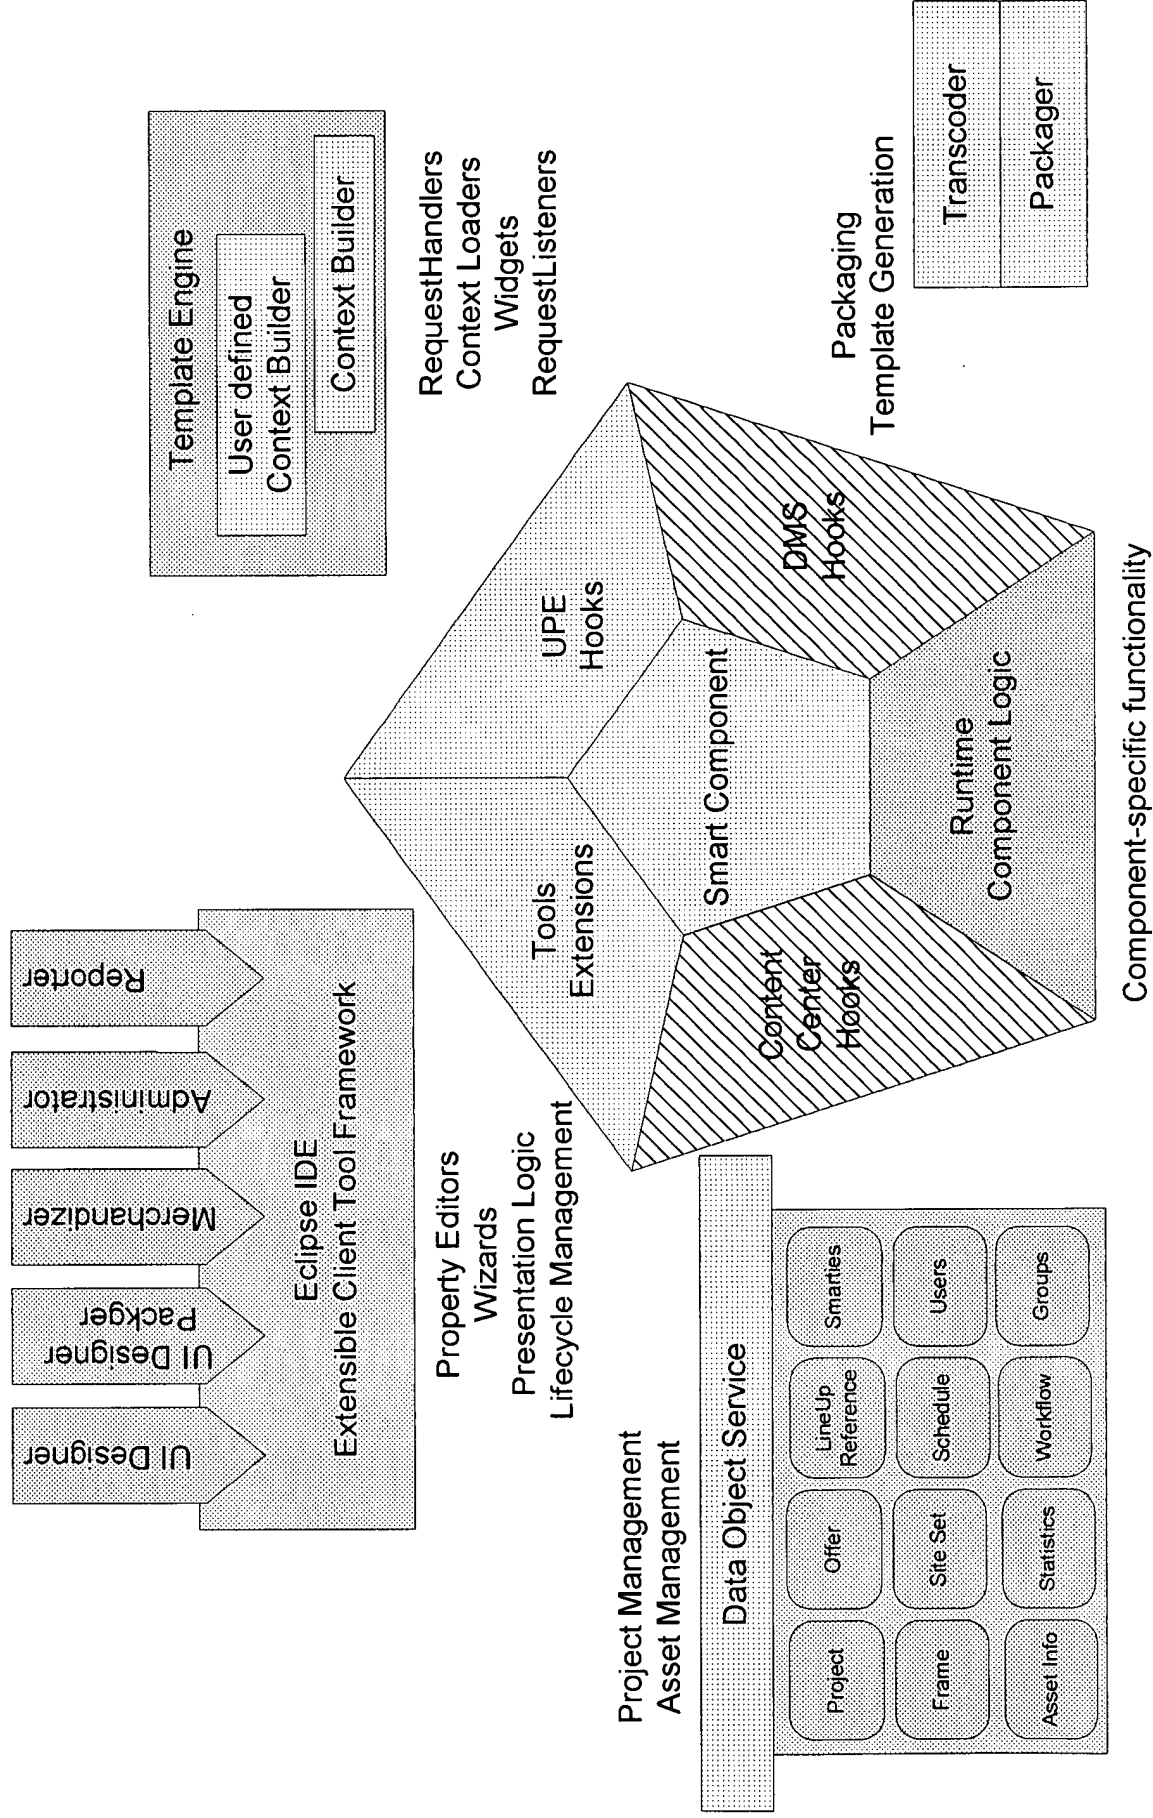 UI Designer
UI Designer
Packger
Merchandizer
Administrator
Reporter
Eclipse IDE
Extensible Client Tool Framework
Template Engine
User defined
Context Builder
Context Builder
Property Editors
Wizards
Presentation Logic
Lifecycle Management
RequestHandlers
Context Loaders
Widgets
RequestListeners
Project Management
Asset Management
Data Object Service
Project
Offer
LineUp
Reference
Smarties
Frame
Site Set
Schedule
Users
Asset Info
Statistics
Workflow
Groups
Tools
Extensions
UPE
Hooks
Smart Component
Content
Center
Hooks
DMS
Hooks
Runtime
Component Logic
Component-specific functionality
Packaging
Template Generation
Transcoder
Packager